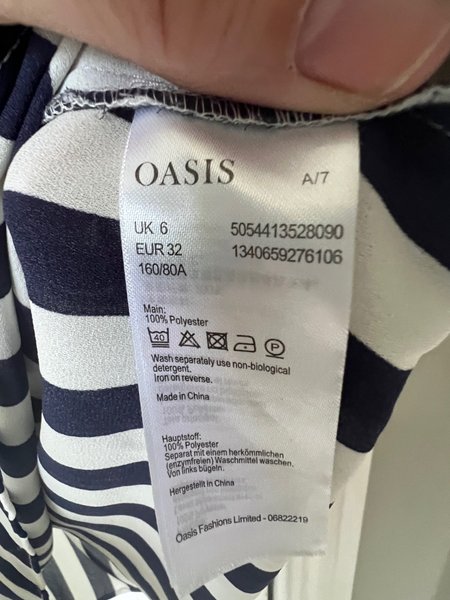 OASIS
A/7
UK 6 5054413528090
EUR 32 1340659276106
160/80A
Main:
100% Polyester
40
P
Wash separately use non-biological
detergent.
Iron on reverse.
Made in China
Hauptstoff:
100% Polyester
Separat mit einem herkömmlichen
(enzymfreien) Waschmittel waschen.
Von links bügeln.
Hergestellt in China
Oasis Fashions Limited - 06822219